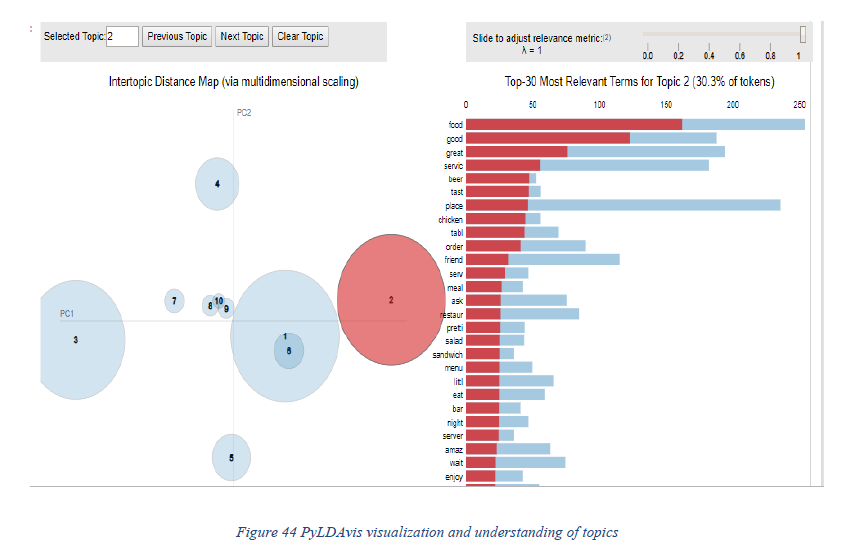 Selected Topic: 2 Previous Topic Next Topic Clear Topic
Slide to adjust relevance metric:(2)
λ = 1
0.0 0.2 0.4 0.6 0.8 1
Intertopic Distance Map (via multidimensional scaling)
PC2
PC1
4
7
8
10
9
2
3
1
6
5
Top-30 Most Relevant Terms for Topic 2 (30.3% of tokens)
0 50 100 150 200 250
food
good
great
servic
beer
tast
place
chicken
tabl
order
friend
serv
meal
ask
restaur
pretti
salad
sandwich
menu
littl
eat
bar
night
server
amaz
wait
enjoy
Figure 44 PyLDAvis visualization and understanding of topics